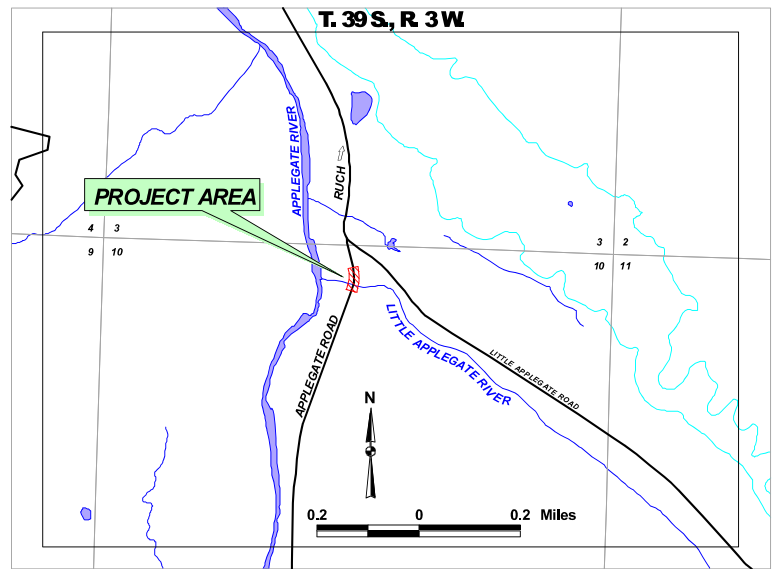 T. 39 S., R. 3 W.
APPLEGATE RIVER
RUCH
PROJECT AREA
4 3
9 10
3 2
10 11
APPLEGATE ROAD
LITTLE APPLEGATE RIVER
LITTLE APPLEGATE ROAD
N
0.2 0 0.2 Miles